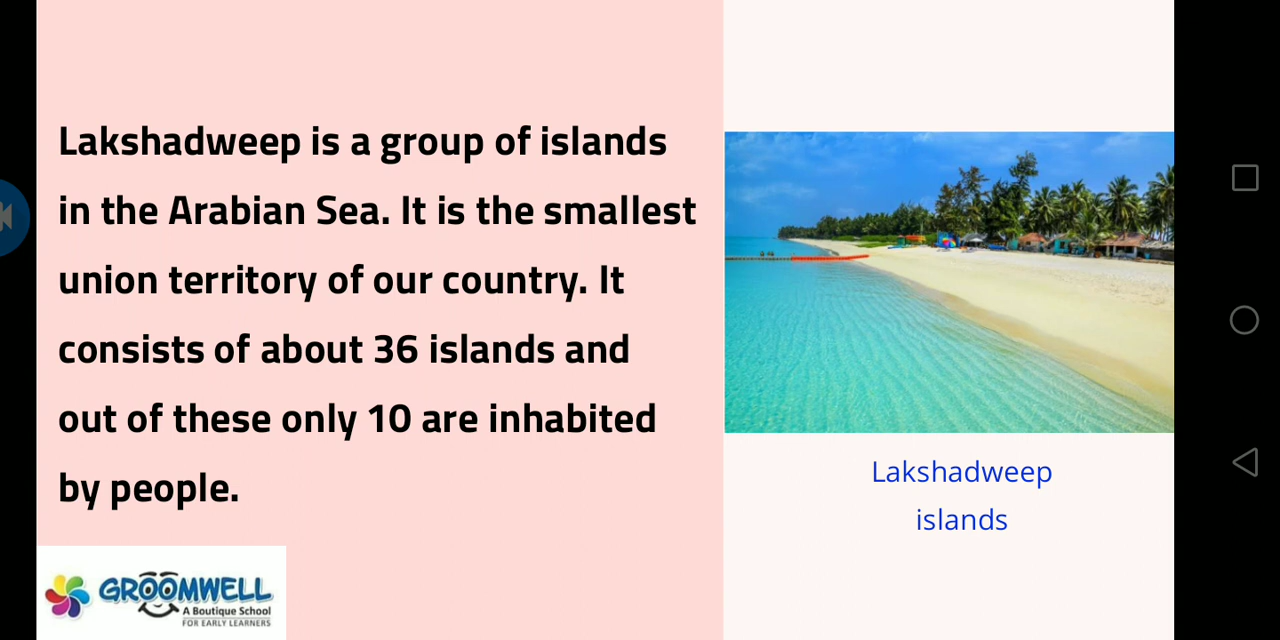 Lakshadweep is a group of islands
in the Arabian Sea. It is the smallest
union territory of our country. It
consists of about 36 islands and
out of these only 10 are inhabited
by people.
Lakshadweep
islands
GROOMWELL
A Boutique School
FOR EARLY LEARNERS